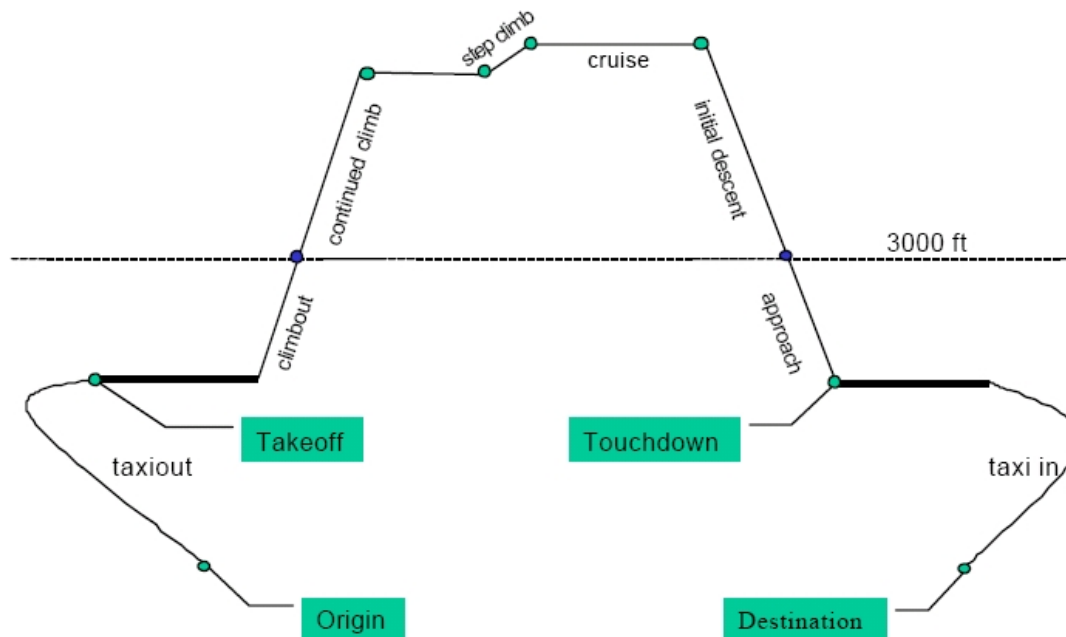 step climb
cruise
continued climb
initial descent
3000 ft
climbout
approach
Takeoff
Touchdown
taxiout
taxi in
Origin
Destination